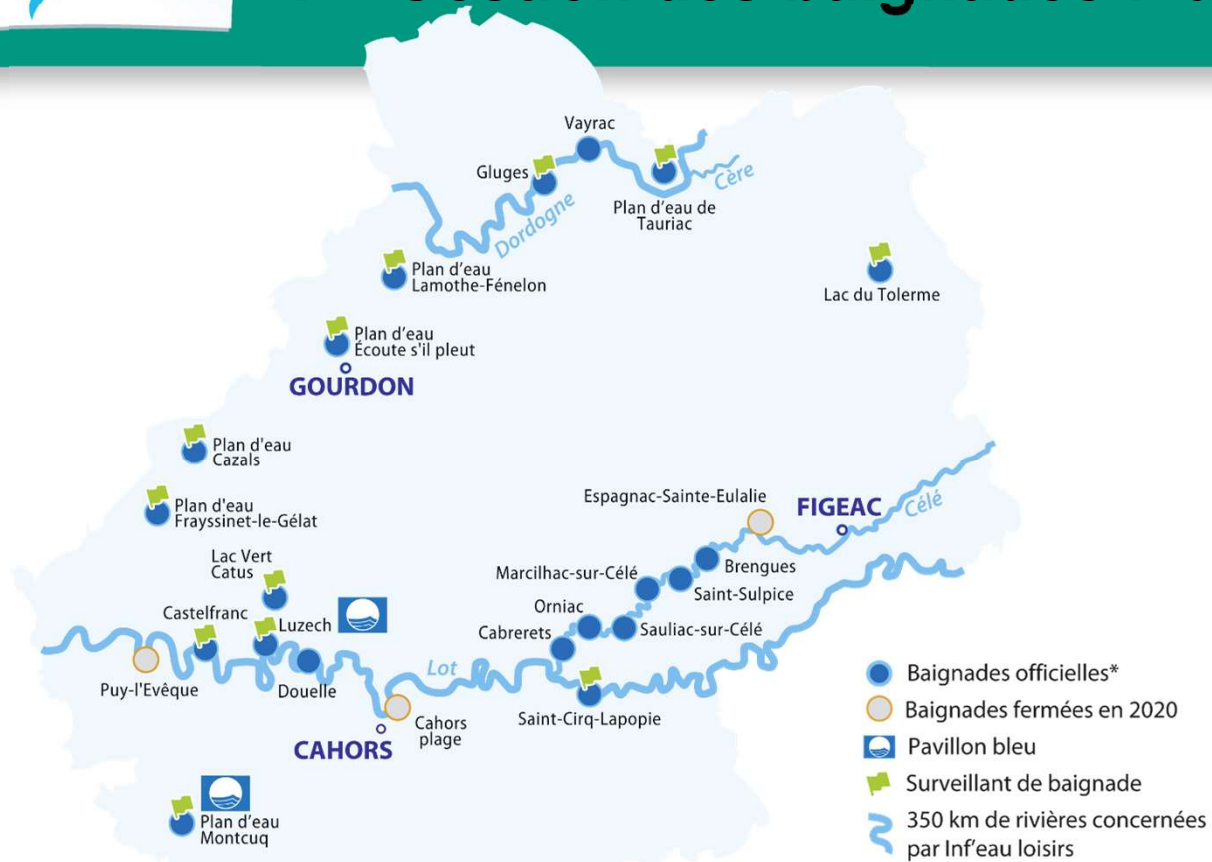 Gestion des baignades
Vayrac
Gluges
Cère
Dordogne
Plan d'eau de
Tauriac
Plan d'eau
Lamothe-Fénelon
Lac du Tolerme
Plan d'eau
Écoute s'il pleut
GOURDON
Plan d'eau
Cazals
Plan d'eau
Frayssinet-le-Gélat
Espagnac-Sainte-Eulalie
FIGEAC
Célé
Lac Vert
Catus
Marcilhac-sur-Célé
Brengues
Saint-Sulpice
Castelfranc
Luzech
Orniac
Cabrerets
Sauliac-sur-Célé
Puy-l'Evêque
Douelle
Lot
Saint-Cirq-Lapopie
Cahors
plage
CAHORS
Plan d'eau
Montcuq
Baignades officielles*
Baignades fermées en 2020
Pavillon bleu
Surveillant de baignade
350 km de rivières concernées
par Inf'eau loisirs